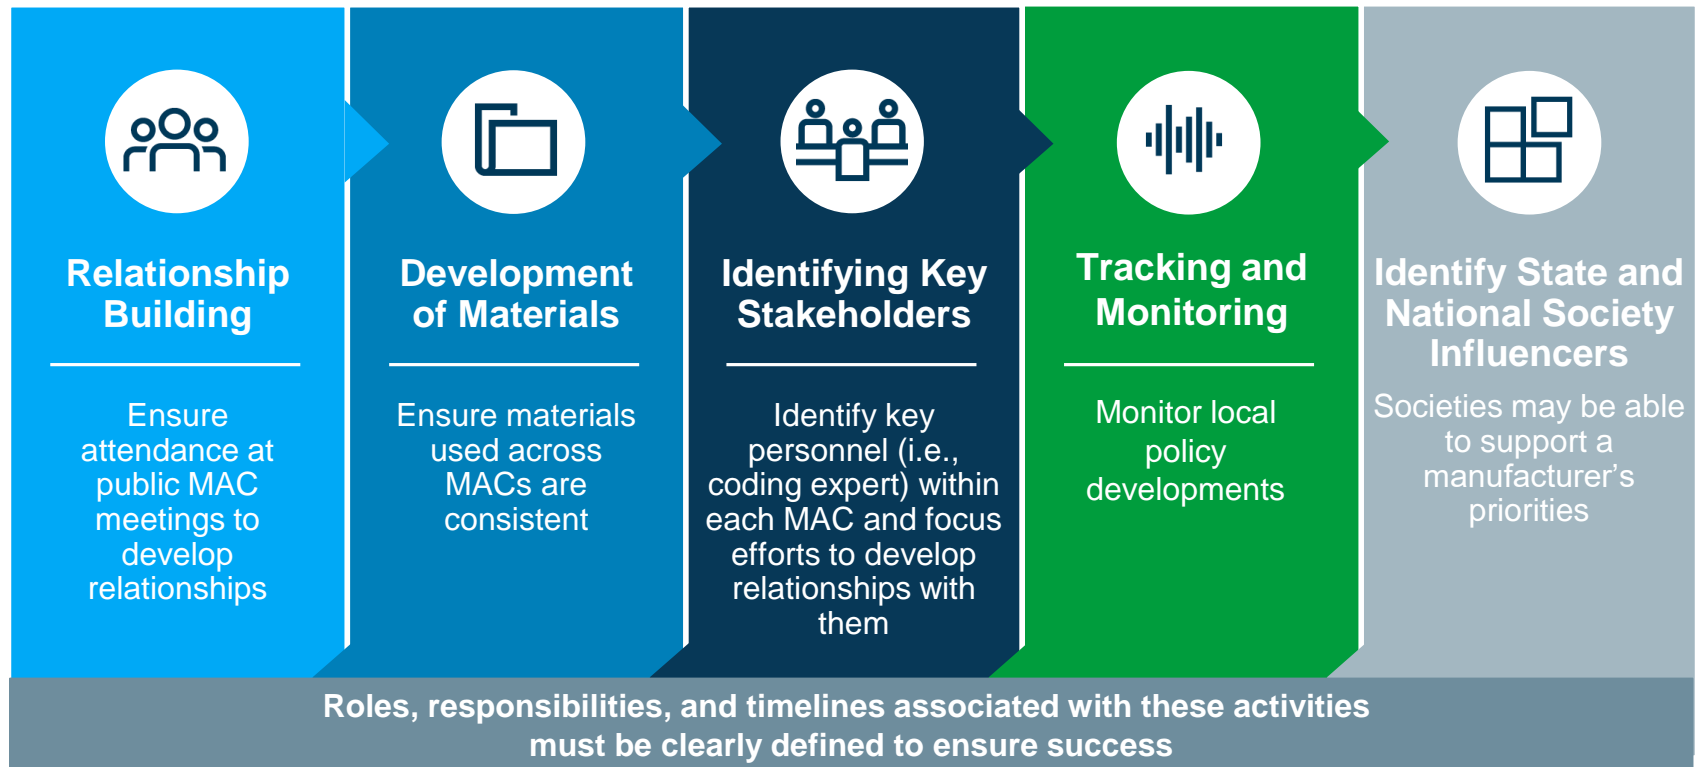 Relationship
Building
Ensure
attendance at
public MAC
meetings to
develop
relationships
Development
of Materials
Ensure materials
used across
MACs are
consistent
Identifying Key
Stakeholders
Identify key
personnel (i.e.,
coding expert) within
each MAC and focus
efforts to develop
relationships with
them
Tracking and
Monitoring
Monitor local
policy
developments
Identify State and
National Society
Influencers
Societies may be able
to support a
manufacturer’s
priorities
Roles, responsibilities, and timelines associated with these activities
must be clearly defined to ensure success